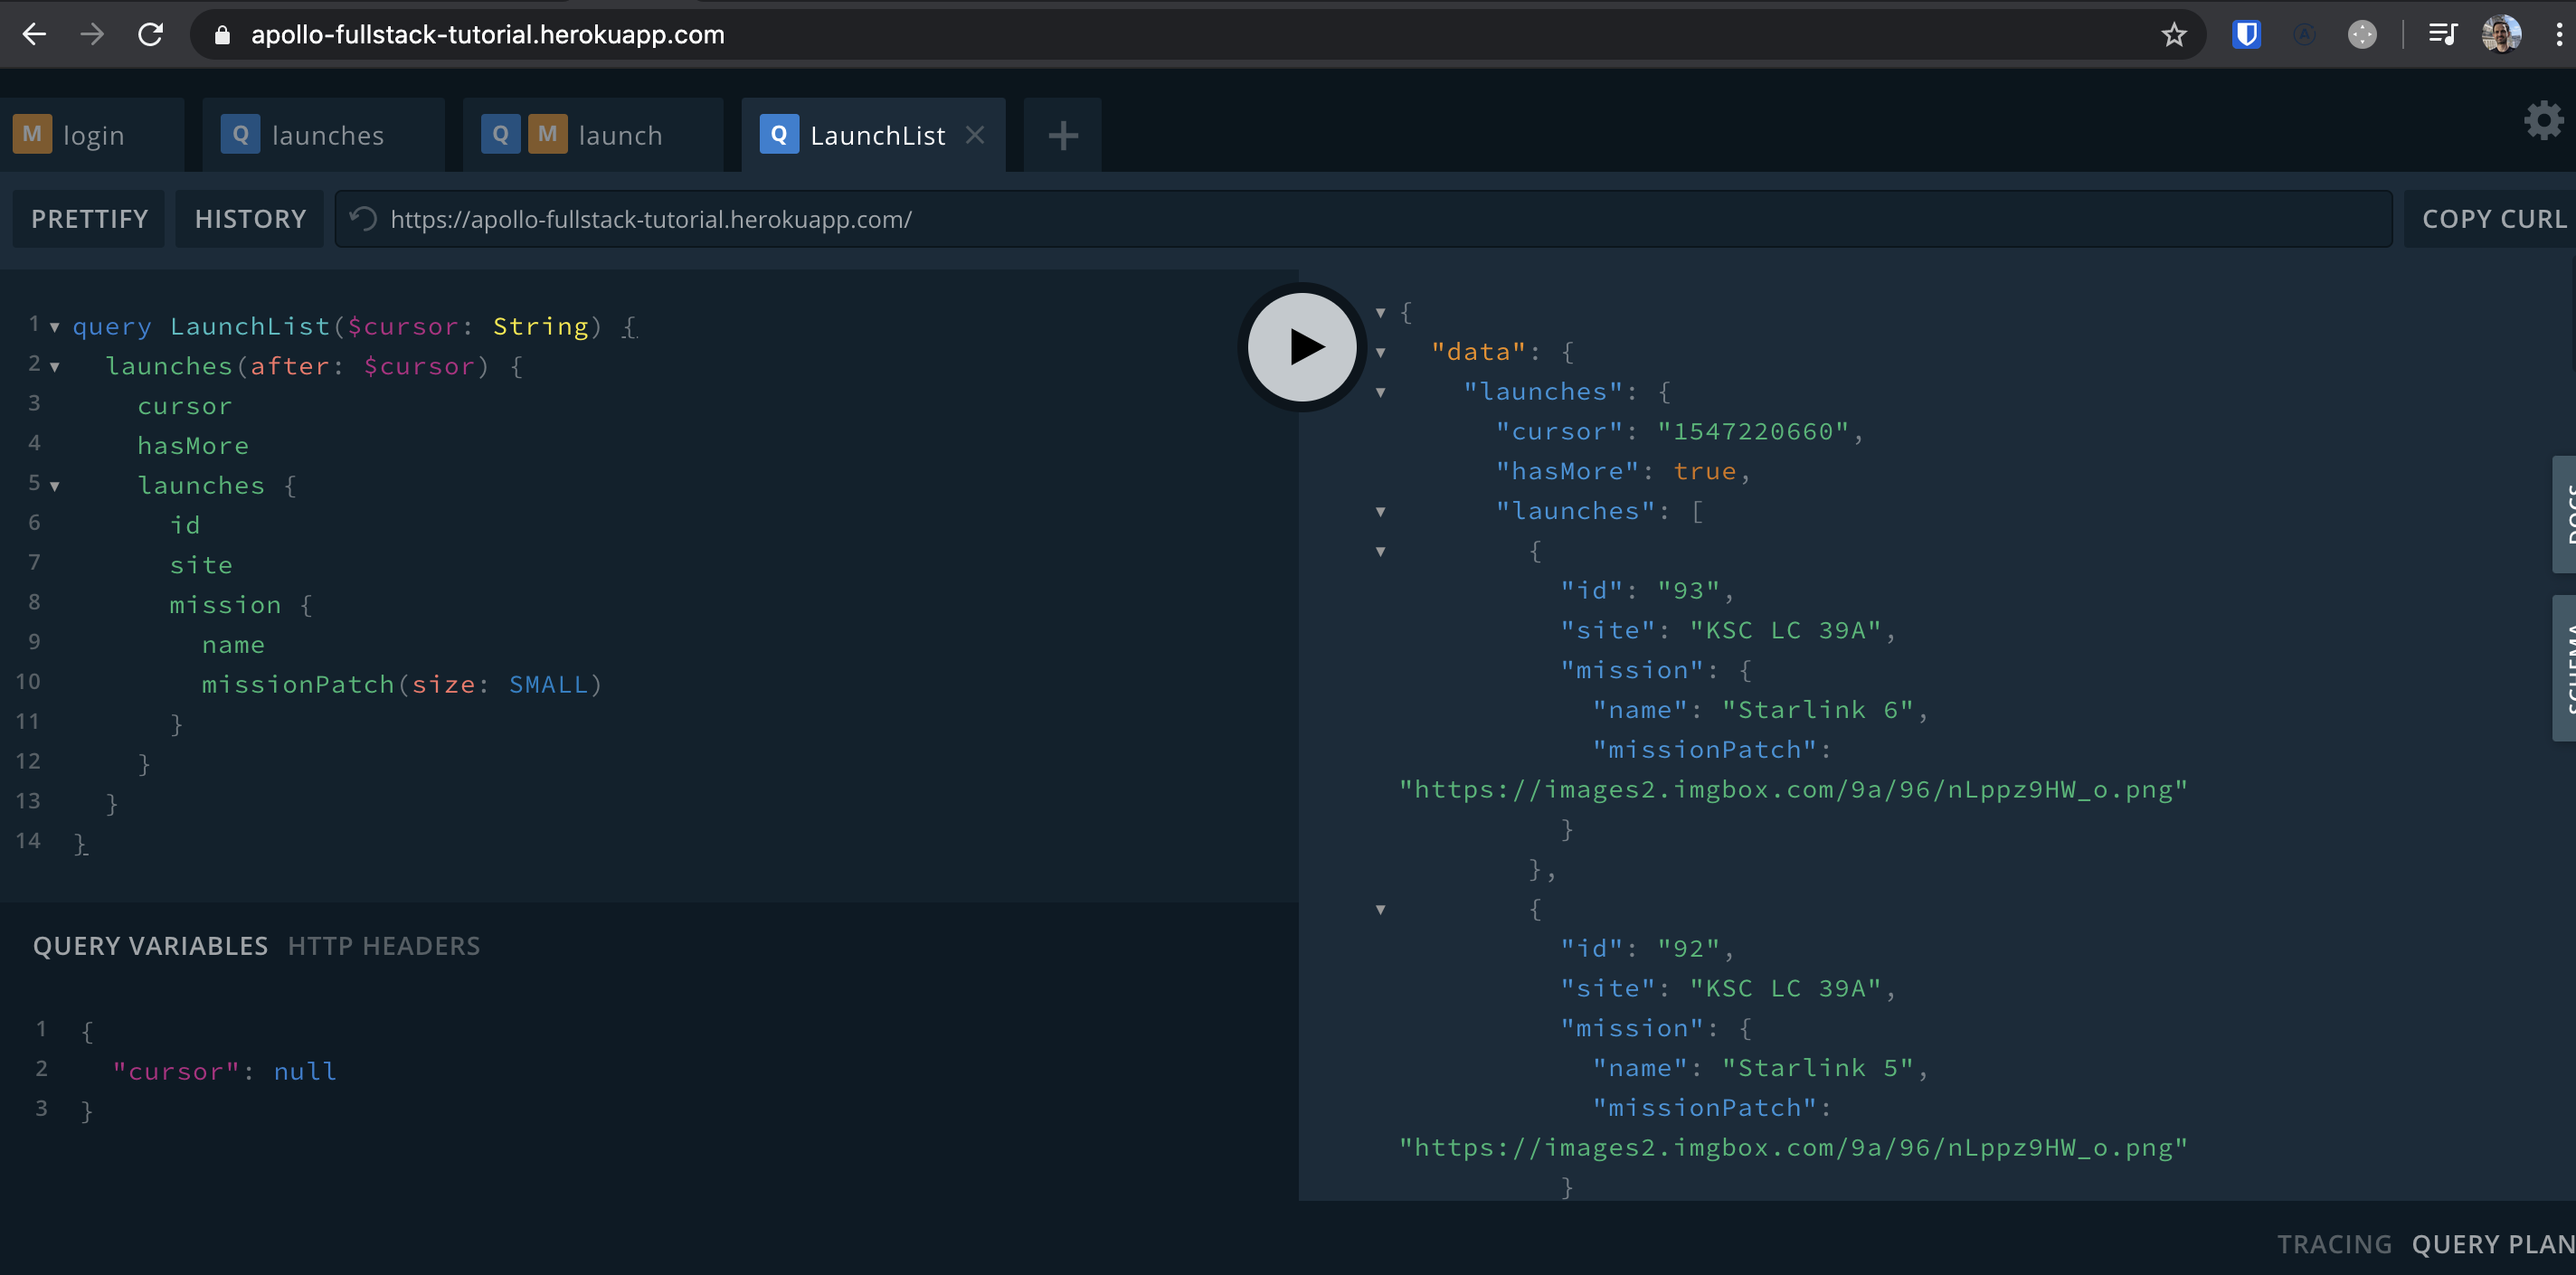 apollo-fullstack-tutorial.herokuapp.com
M login
Q launches
Q M launch
Q LaunchList
PRETTIFY HISTORY https://apollo-fullstack-tutorial.herokuapp.com/ COPY CURL
1 query LaunchList($cursor: String) {
2 launches(after: $cursor) {
3 cursor
4 hasMore
5 launches {
6 id
7 site
8 mission {
9 name
10 missionPatch(size: SMALL)
11 }
12 }
13 }
14 }
QUERY VARIABLES HTTP HEADERS
1 {
2 "cursor": null
3 }
{
"data": {
"launches": {
"cursor": "1547220660",
"hasMore": true,
"launches": [
{
"id": "93",
"site": "KSC LC 39A",
"mission": {
"name": "Starlink 6",
"missionPatch":
"https://images2.imgbox.com/9a/96/nLppz9HW_o.png"
}
},
{
"id": "92",
"site": "KSC LC 39A",
"mission": {
"name": "Starlink 5",
"missionPatch":
"https://images2.imgbox.com/9a/96/nLppz9HW_o.png"
}
DOCS
SCHEMA
TRACING QUERY PLAN